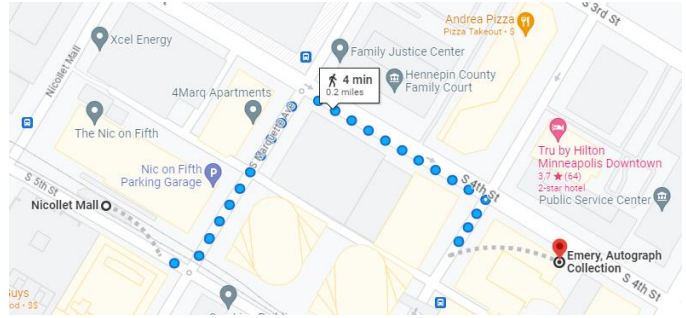 Andrea Pizza
Pizza Takeout · $
S 3rd St
Xcel Energy
Nicollet Mall
Family Justice Center
4 min
0.2 miles
Hennepin County
Family Court
4Marq Apartments
S Marquette Ave
The Nic on Fifth
Nic on Fifth
Parking Garage
P
Tru by Hilton
Minneapolis Downtown
3.7 ★ (64)
2-star hotel
S 4th St
Public Service Center
S 5th St
Nicollet Mall
Emery, Autograph
Collection
S 4th St
Guys
· $$